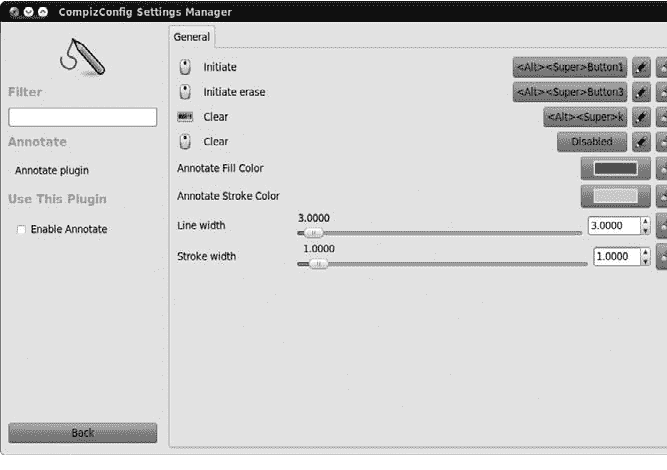 CompizConfig Settings Manager
Filter
Annotate
Annotate plugin
Use This Plugin
Enable Annotate
Back
General
Initiate
<Alt><Super>Button1
Initiate erase
<Alt><Super>Button3
Clear
<Alt><Super>k
Clear
Disabled
Annotate Fill Color
Annotate Stroke Color
Line width
3.0000
3.0000
Stroke width
1.0000
1.0000